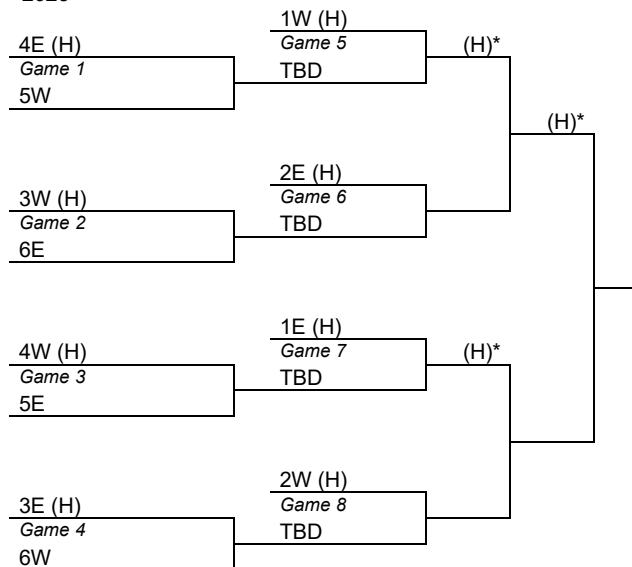 1W (H)
4E (H)
Game 5
(H)*
Game 1
TBD
5W
(H)*
2E (H)
3W (H)
Game 6
Game 2
TBD
6E
1E (H)
4W (H)
Game 7
(H)*
Game 3
TBD
5E
2W (H)
3E (H)
Game 8
Game 4
TBD
6W